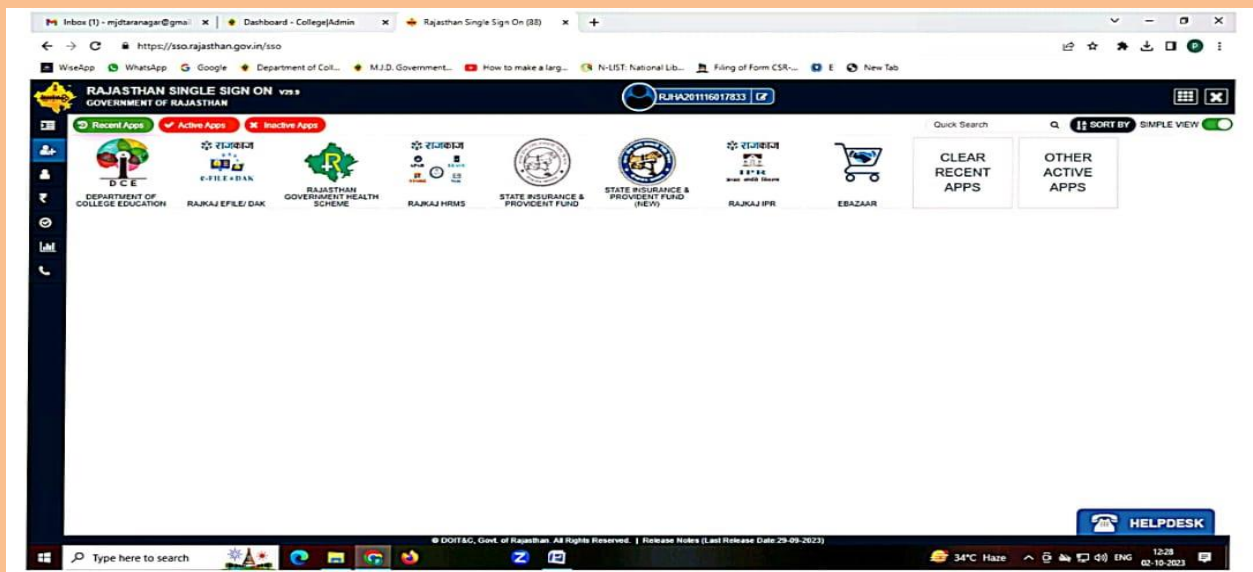 Inbox (1) - mjdtaranagar@gmai
Dashboard - College|Admin
Rajasthan Single Sign On (88)
https://sso.rajasthan.gov.in/sso
WiseApp
WhatsApp
Google
Department of Coll...
M.J.D. Government...
How to make a larg...
N-LIST: National Lib...
Filing of Form CSR-...
E
New Tab
RAJASTHAN SINGLE SIGN ON
GOVERNMENT OF RAJASTHAN
RJHA201116017833
Recent Apps
Active Apps
Inactive Apps
Quick Search
SORT BY
SIMPLE VIEW
DCE
DEPARTMENT OF
COLLEGE EDUCATION
राजकाज
e-FILE+DAK
RAJKAJ EFILE/ DAK
RAJASTHAN
GOVERNMENT HEALTH
SCHEME
राजकाज
RAJKAJ HRMS
STATE INSURANCE &
PROVIDENT FUND
STATE INSURANCE &
PROVIDENT FUND
(NEW)
राजकाज
IPR
RAJKAJ IPR
EBAZAAR
CLEAR
RECENT
APPS
OTHER
ACTIVE
APPS
HELPDESK
© DOIT&C, Govt. of Rajasthan. All Rights Reserved. | Release Notes (Last Release Date:29-09-2023)
Type here to search
34°C Haze
ENG
12:28
02-10-2023